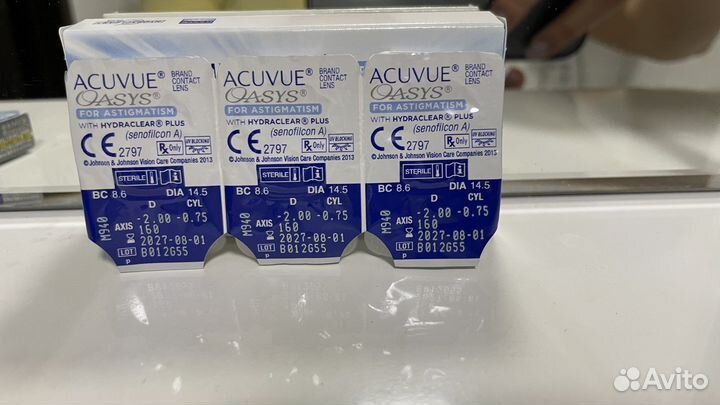 ACUVUE® BRAND CONTACT LENS
OASYS®
FOR ASTIGMATISM
WITH HYDRACLEAR® PLUS
(senofilcon A)
CE 2797 Rx Only UV BLOCKING
©Johnson & Johnson Vision Care Companies 2013
STERILE
BC 8.6 DIA 14.5
D CYL
-2.00 -0.75
AXIS 160
2027-08-01
LOT B012G55
P
M940
ACUVUE® BRAND CONTACT LENS
OASYS®
FOR ASTIGMATISM
WITH HYDRACLEAR® PLUS
(senofilcon A)
CE 2797 Rx Only UV BLOCKING
©Johnson & Johnson Vision Care Companies 2013
STERILE
BC 8.6 DIA 14.5
D CYL
-2.00 -0.75
AXIS 160
2027-08-01
LOT B012G55
P
M940
ACUVUE® BRAND CONTACT LENS
OASYS®
FOR ASTIGMATISM
WITH HYDRACLEAR® PLUS
(senofilcon A)
CE 2797 Rx Only UV BLOCKING
©Johnson & Johnson Vision Care Companies 2013
STERILE
BC 8.6 DIA 14.5
D CYL
-2.00 -0.75
AXIS 160
2027-08-01
LOT B012G55
P
M940
Avito